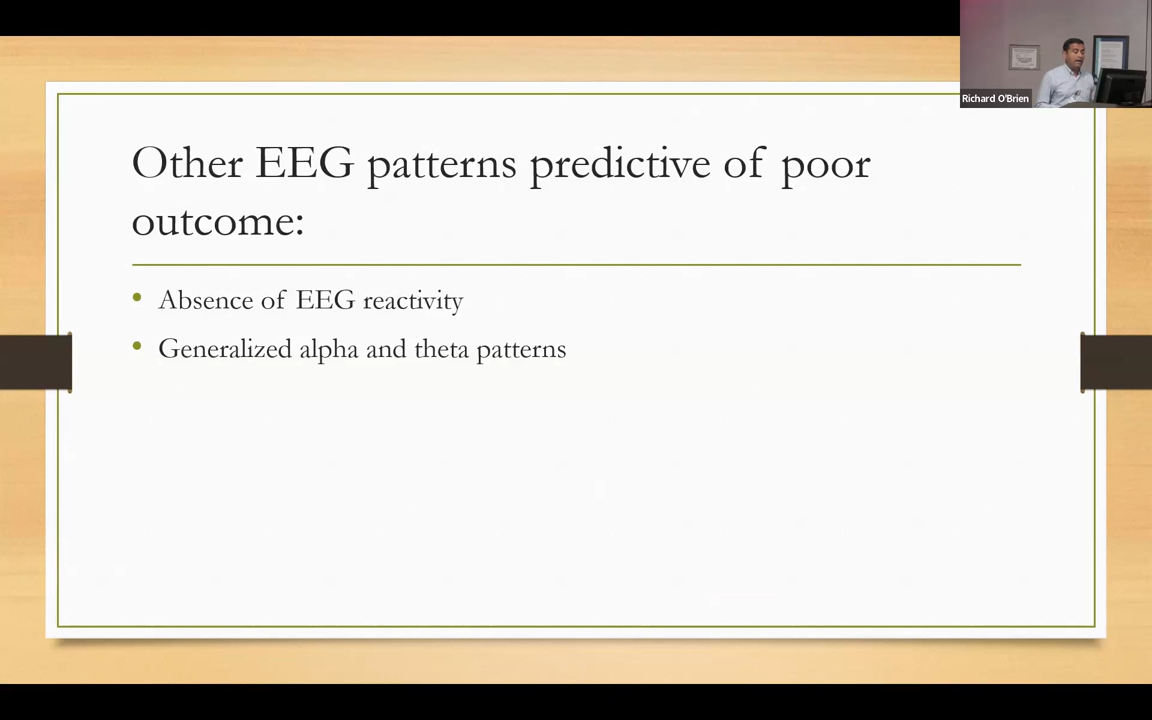 Other EEG patterns predictive of poor
outcome:
• Absence of EEG reactivity
• Generalized alpha and theta patterns
Richard O'Brien